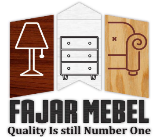 FAJAR MEBEL
Quality Is still Number One